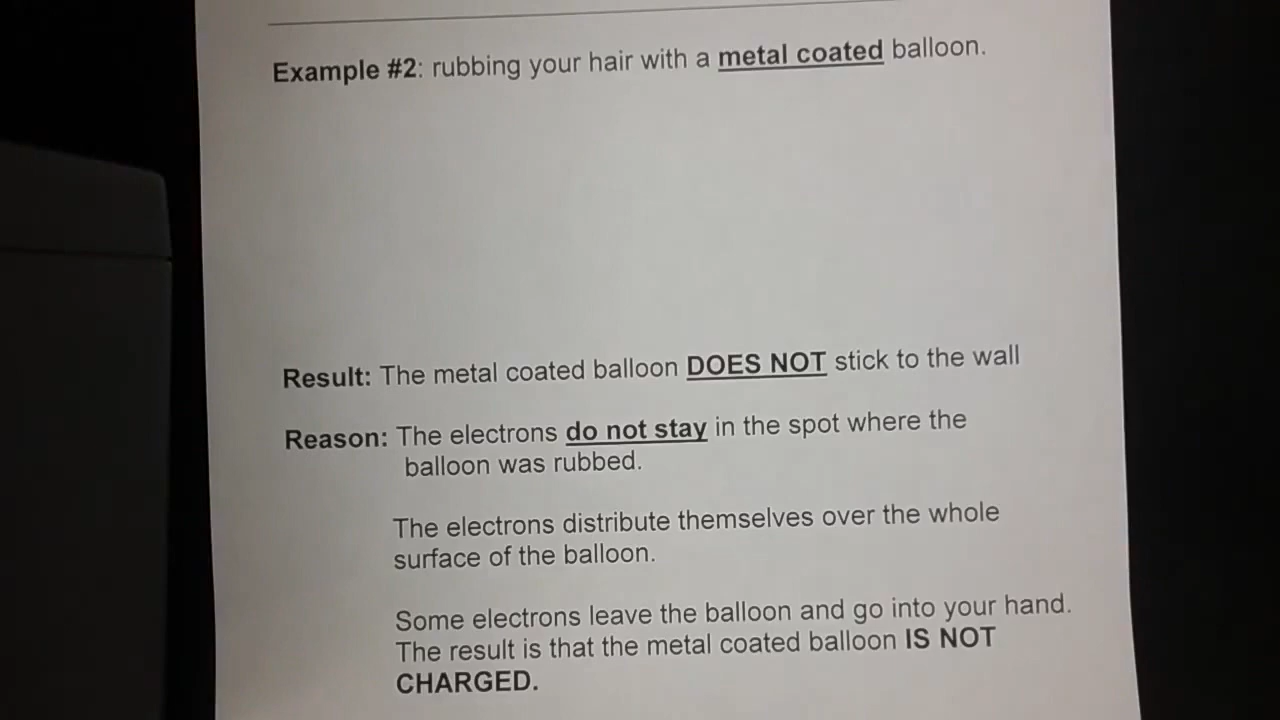 Example #2: rubbing your hair with a metal coated balloon.
Result: The metal coated balloon DOES NOT stick to the wall
Reason: The electrons do not stay in the spot where the
balloon was rubbed.
The electrons distribute themselves over the whole
surface of the balloon.
Some electrons leave the balloon and go into your hand.
The result is that the metal coated balloon IS NOT
CHARGED.